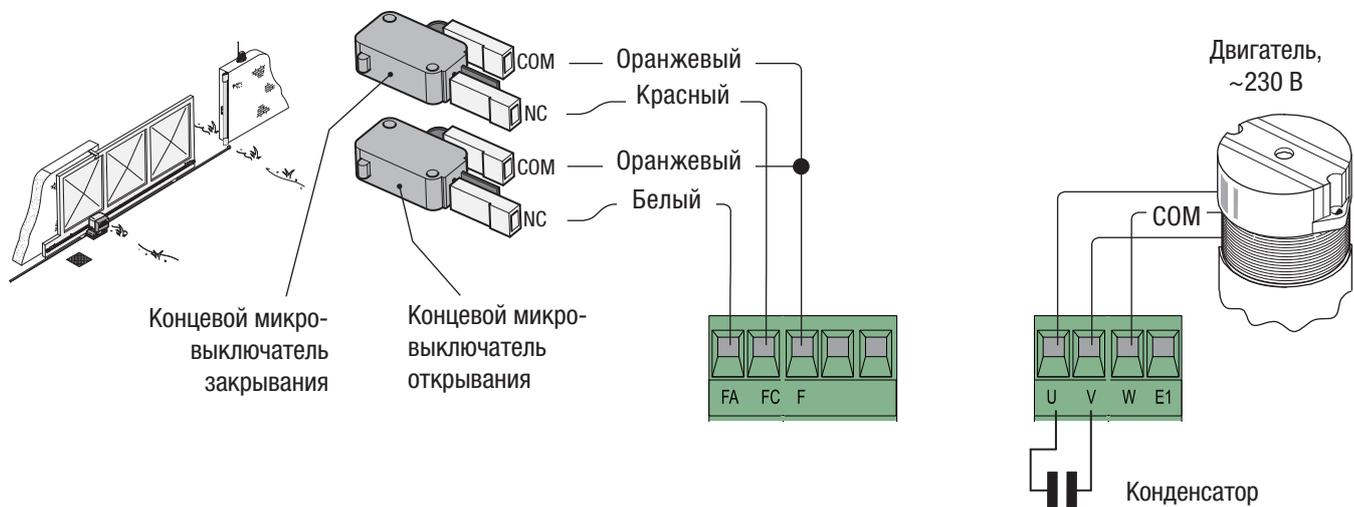 COM
Оранжевый
NC
Красный
COM
Оранжевый
NC
Белый
Концевой микро-
выключатель
закрывания
Концевой микро-
выключатель
открывания
FA FC F
Двигатель,
~230 В
COM
U V W E1
Конденсатор